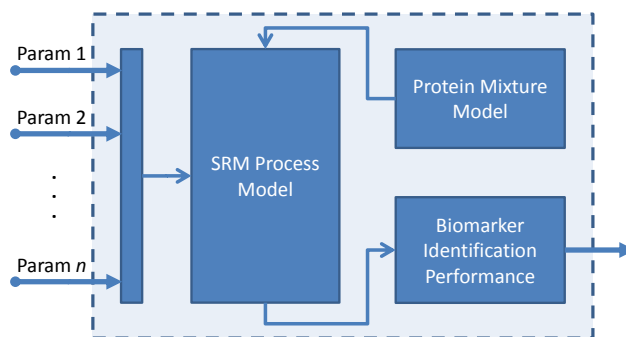 Param 1
Param 2
.
.
.
Param n
SRM Process
Model
Protein Mixture
Model
Biomarker
Identification
Performance